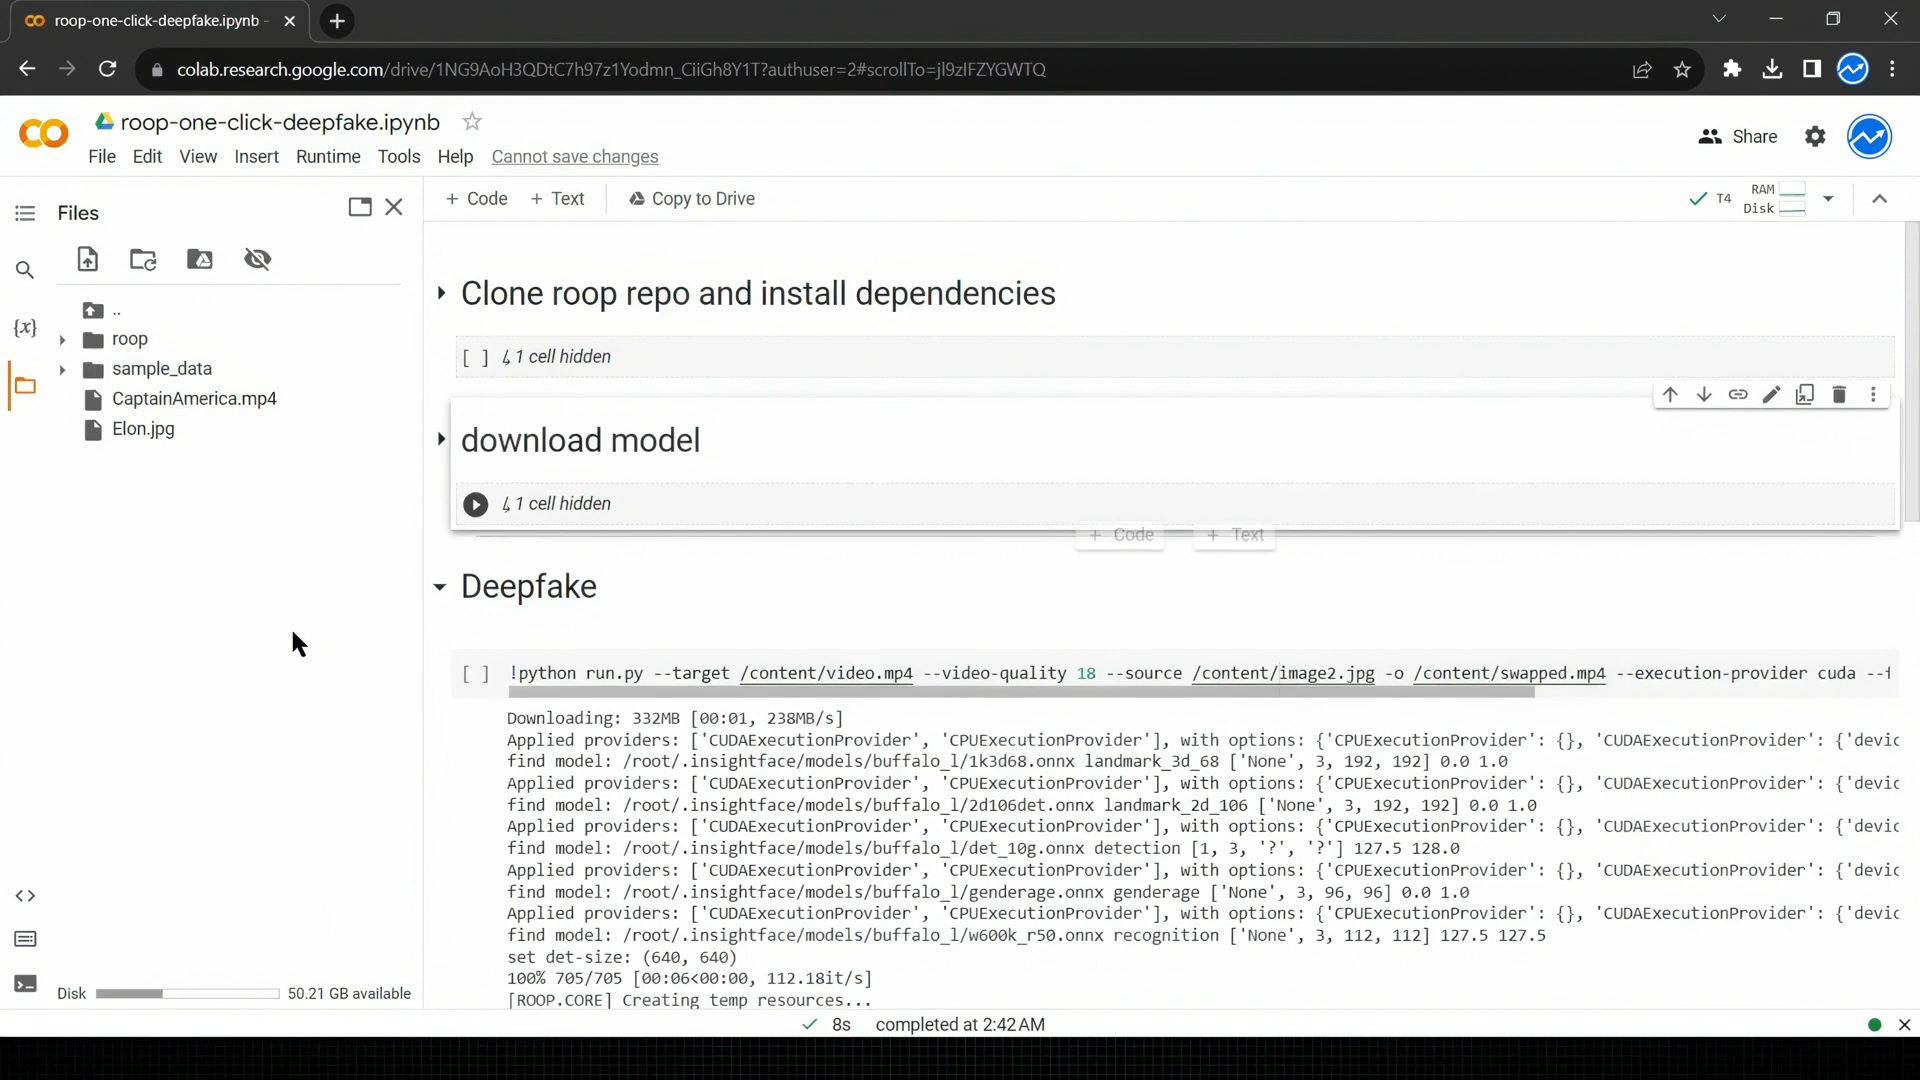 roop-one-click-deepfake.ipynb -
colab.research.google.com/drive/1NG9AoH3QDtC7h97z1Yodmn_CiiGh8Y1T?authuser=2#scrollTo=jl9zIFZYGWTQ
roop-one-click-deepfake.ipynb
File Edit View Insert Runtime Tools Help Cannot save changes
Share
Files
+ Code + Text Copy to Drive
T4 RAM Disk
..
roop
sample_data
CaptainAmerica.mp4
Elon.jpg
{x}
Clone roop repo and install dependencies
[ ] 1 cell hidden
download model
1 cell hidden
+ Code + Text
Deepfake
[ ] !python run.py --target /content/video.mp4 --video-quality 18 --source /content/image2.jpg -o /content/swapped.mp4 --execution-provider cuda --f
Downloading: 332MB [00:01, 238MB/s]
Applied providers: ['CUDAExecutionProvider', 'CPUExecutionProvider'], with options: {'CPUExecutionProvider': {}, 'CUDAExecutionProvider': {'devic
find model: /root/.insightface/models/buffalo_l/1k3d68.onnx landmark_3d_68 ['None', 3, 192, 192] 0.0 1.0
Applied providers: ['CUDAExecutionProvider', 'CPUExecutionProvider'], with options: {'CPUExecutionProvider': {}, 'CUDAExecutionProvider': {'devic
find model: /root/.insightface/models/buffalo_l/2d106det.onnx landmark_2d_106 ['None', 3, 192, 192] 0.0 1.0
Applied providers: ['CUDAExecutionProvider', 'CPUExecutionProvider'], with options: {'CPUExecutionProvider': {}, 'CUDAExecutionProvider': {'devic
find model: /root/.insightface/models/buffalo_l/det_10g.onnx detection [1, 3, '?', '?'] 127.5 128.0
Applied providers: ['CUDAExecutionProvider', 'CPUExecutionProvider'], with options: {'CPUExecutionProvider': {}, 'CUDAExecutionProvider': {'devic
find model: /root/.insightface/models/buffalo_l/genderage.onnx genderage ['None', 3, 96, 96] 0.0 1.0
Applied providers: ['CUDAExecutionProvider', 'CPUExecutionProvider'], with options: {'CPUExecutionProvider': {}, 'CUDAExecutionProvider': {'devic
find model: /root/.insightface/models/buffalo_l/w600k_r50.onnx recognition ['None', 3, 112, 112] 127.5 127.5
set det-size: (640, 640)
100% 705/705 [00:06<00:00, 112.18it/s]
[ROOP.CORE] Creating temp resources...
Disk 50.21 GB available
8s completed at 2:42 AM